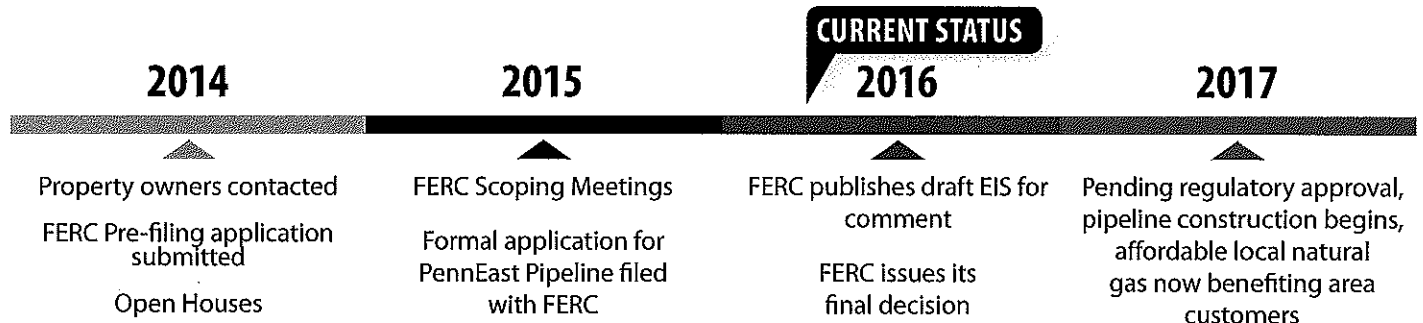 CURRENT STATUS
2014
2015
2016
2017
Property owners contacted
FERC Pre-filing application
submitted
Open Houses
FERC Scoping Meetings
Formal application for
PennEast Pipeline filed
with FERC
FERC publishes draft EIS for
comment
FERC issues its
final decision
Pending regulatory approval,
pipeline construction begins,
affordable local natural
gas now benefiting area
customers